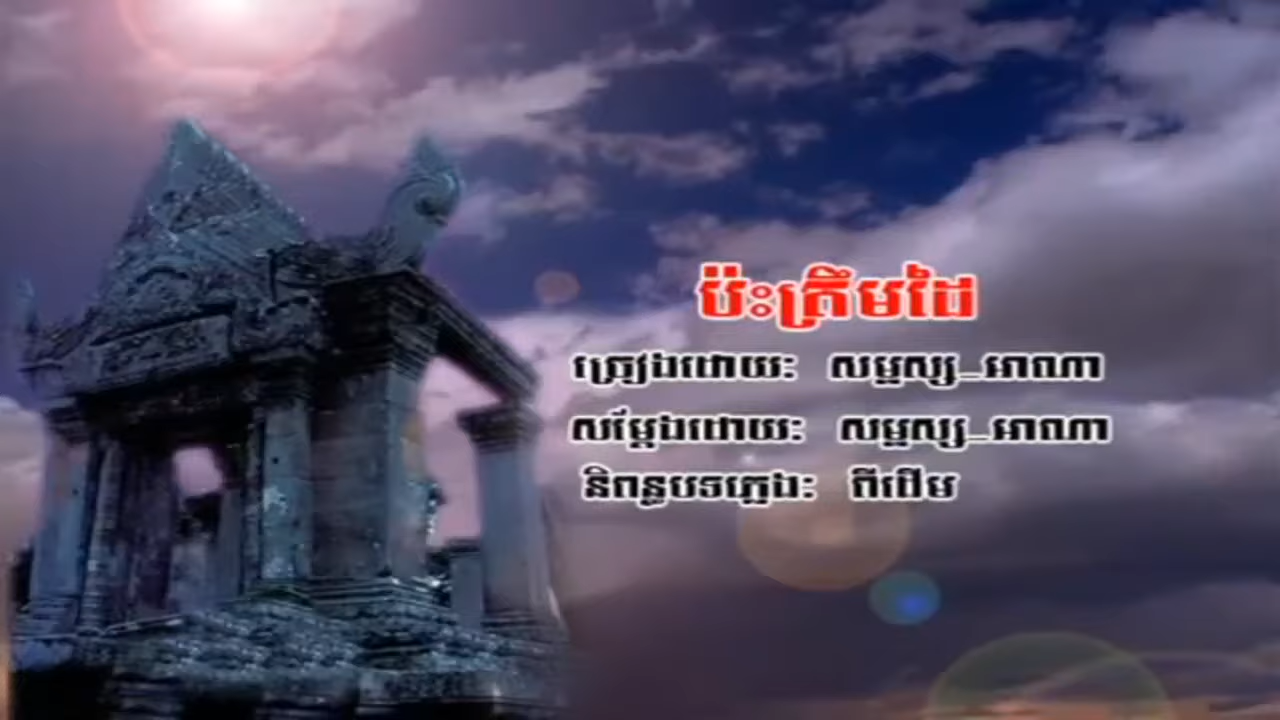 ប៉ះត្រឹមដៃ
ច្រៀងដោយ: សម្ផស្ស_អាណា
សម្តែងដោយ: សម្ផស្ស_អាណា
និពន្ធបទភ្លេង: ពីដើម